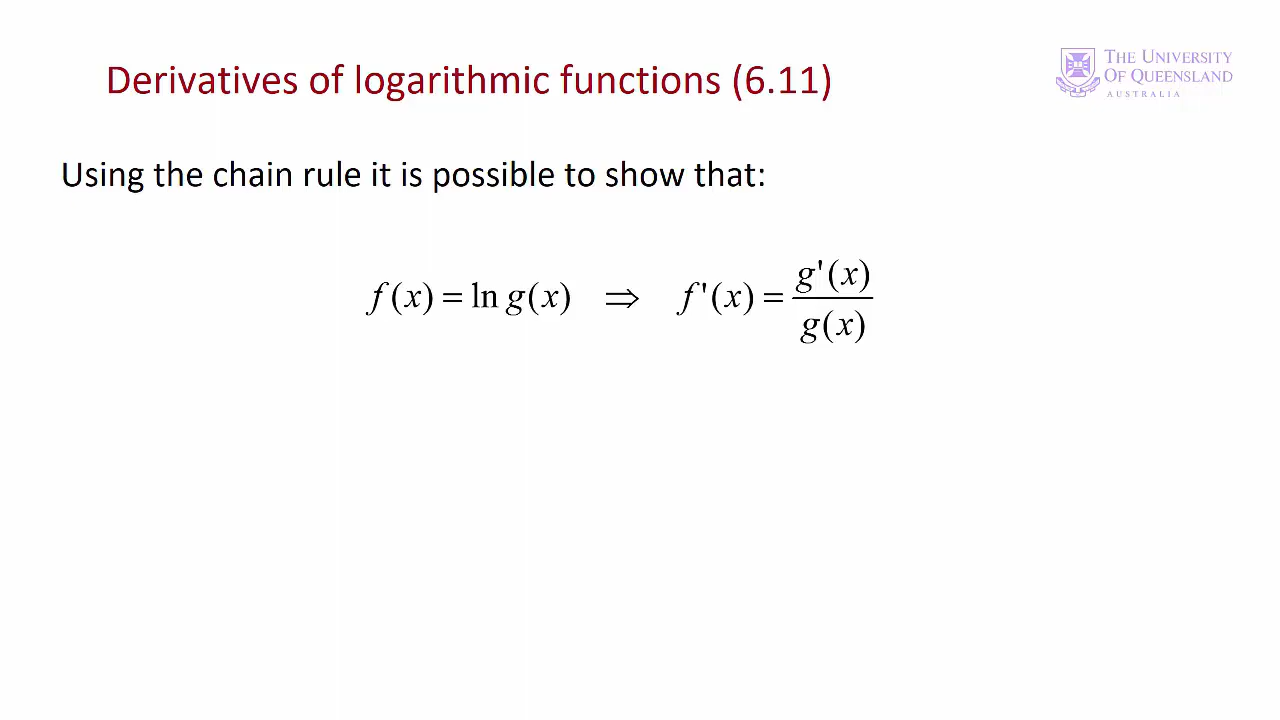 Derivatives of logarithmic functions (6.11)
THE UNIVERSITY
OF QUEENSLAND
AUSTRALIA
Using the chain rule it is possible to show that:
f(x) = ln g(x) ⇒ f'(x) = g'(x) / g(x)